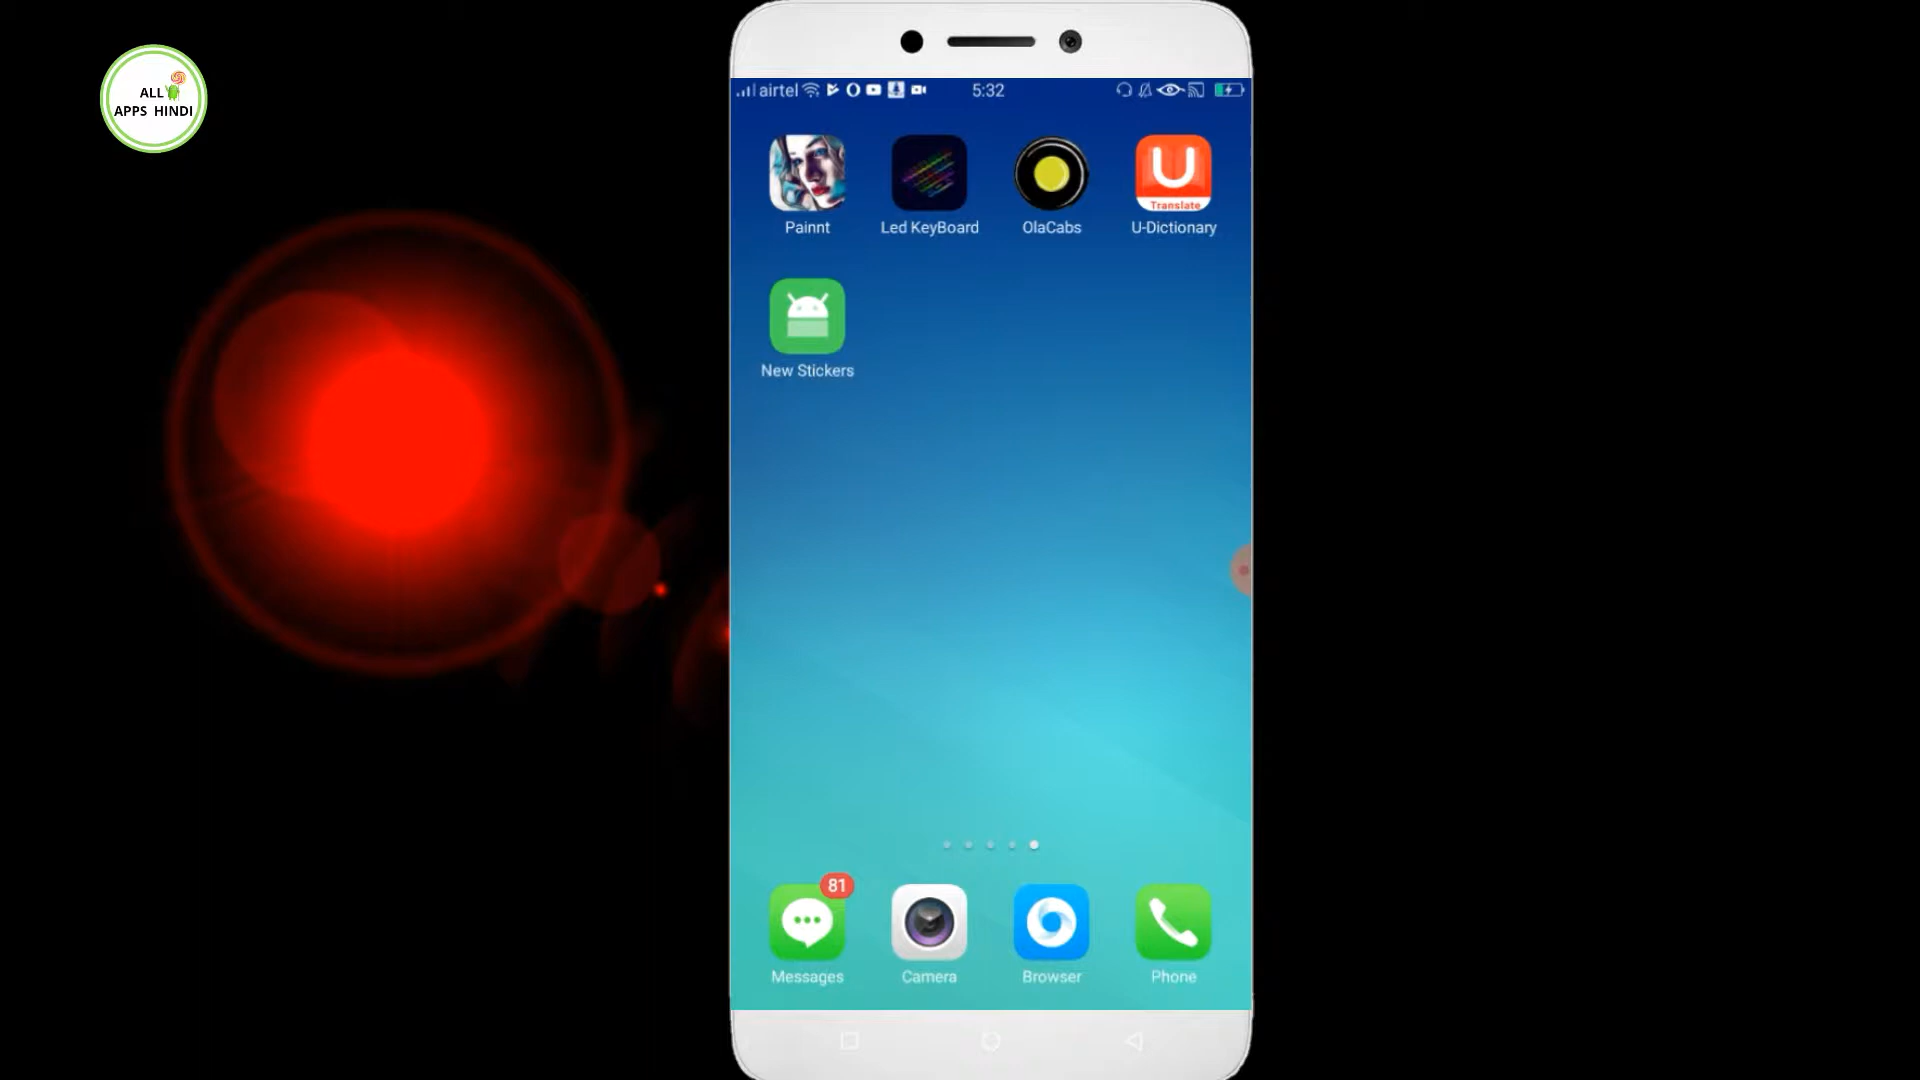 ALL
APPS HINDI
airtel
5:32
Painnt
Led KeyBoard
OlaCabs
U
Translate
U-Dictionary
New Stickers
81
Messages
Camera
Browser
Phone